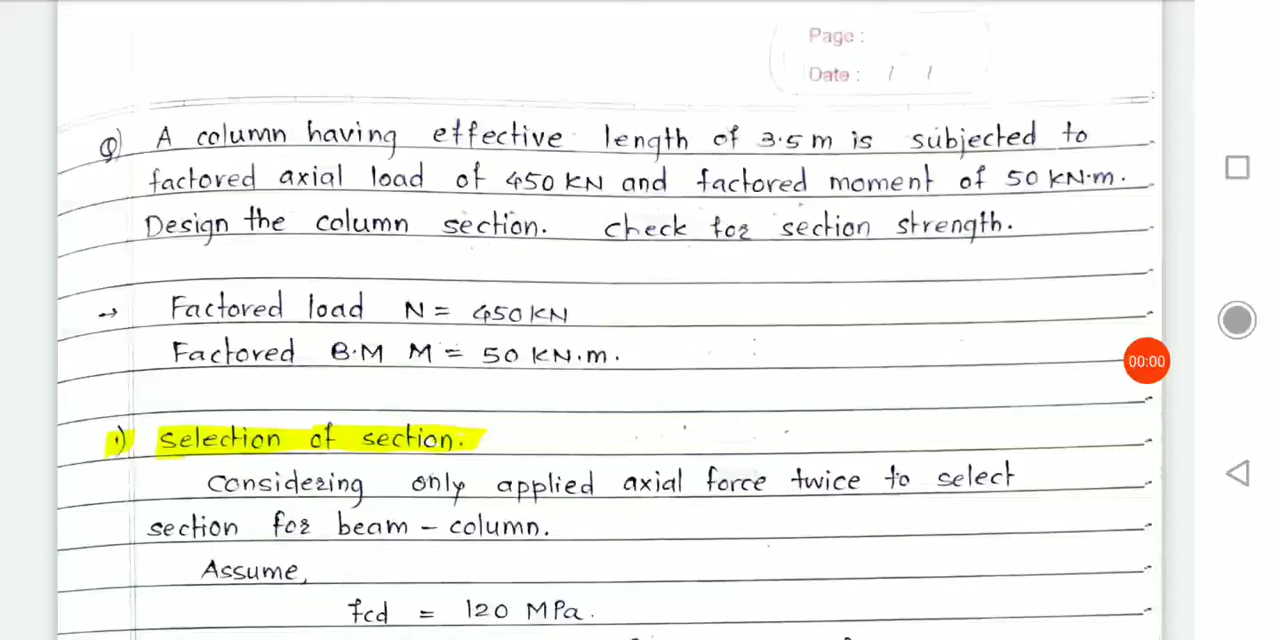 Page :
Date : / /
Q) A column having effective length of 3.5 m is subjected to
factored axial load of 450 KN and factored moment of 50 KN.m.
Design the column section. Check for section strength.
→ Factored load N = 450 KN
Factored B.M M = 50 KN.m.
00:00
1) Selection of section.
Considering only applied axial force twice to select
section for beam - column.
Assume,
fcd = 120 MPa.